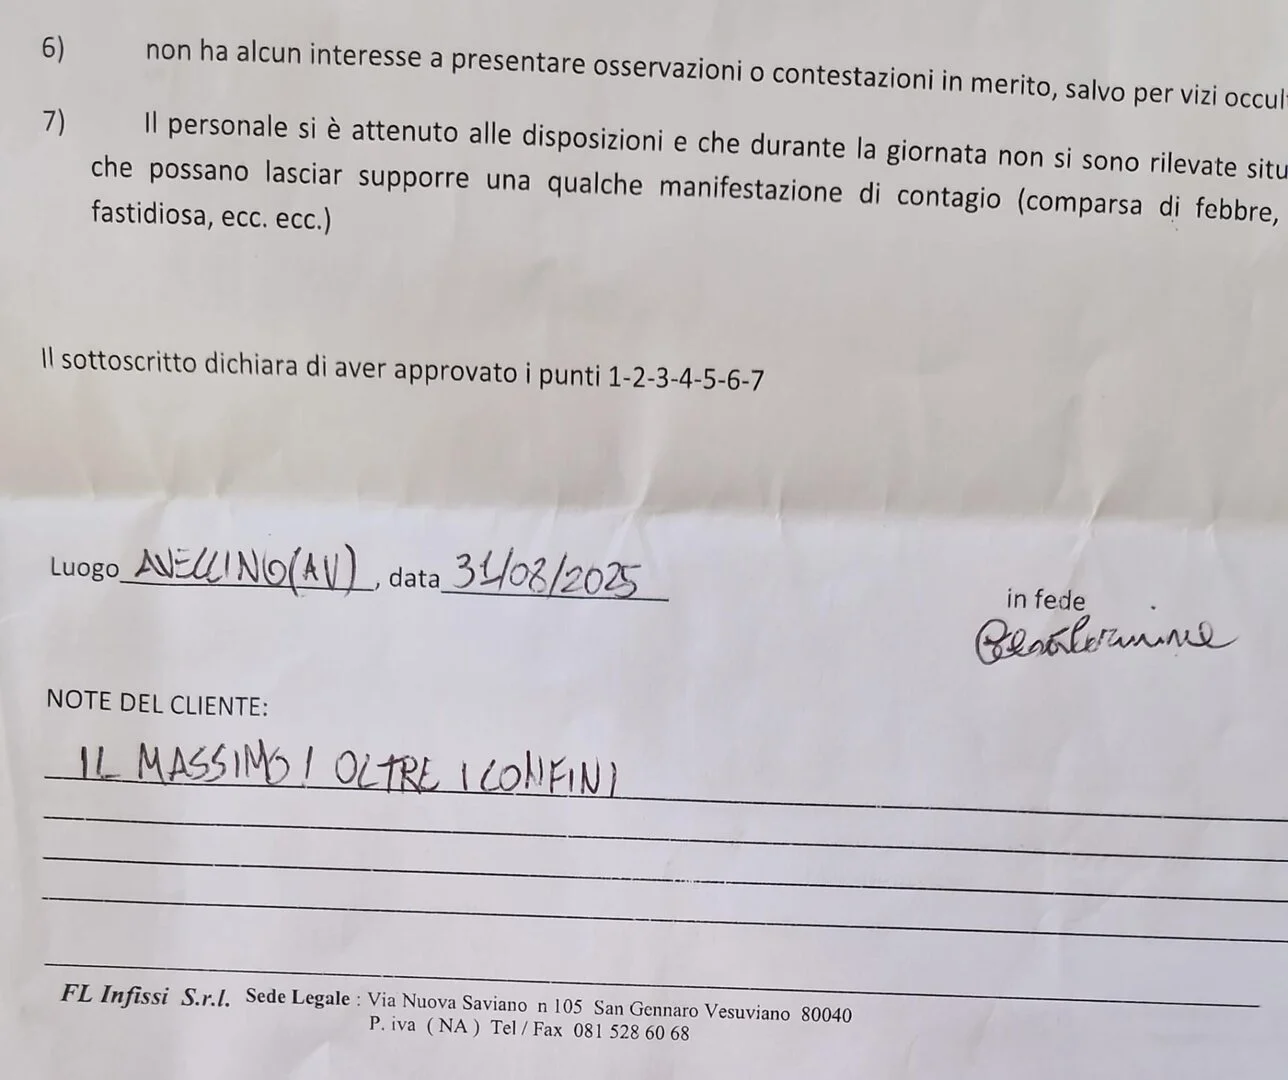 6) non ha alcun interesse a presentare osservazioni o contestazioni in merito, salvo per vizi occul
7) Il personale si è attenuto alle disposizioni e che durante la giornata non si sono rilevate situ
che possano lasciar supporre una qualche manifestazione di contagio (comparsa di febbre,
fastidiosa, ecc. ecc.)
Il sottoscritto dichiara di aver approvato i punti 1-2-3-4-5-6-7
Luogo AVELLINO(AV), data 31/08/2025
in fede
NOTE DEL CLIENTE:
IL MASSIMO! OLTRE I CONFINI
FL Infissi S.r.l. Sede Legale : Via Nuova Saviano n 105 San Gennaro Vesuviano 80040
P. iva ( NA ) Tel / Fax 081 528 60 68